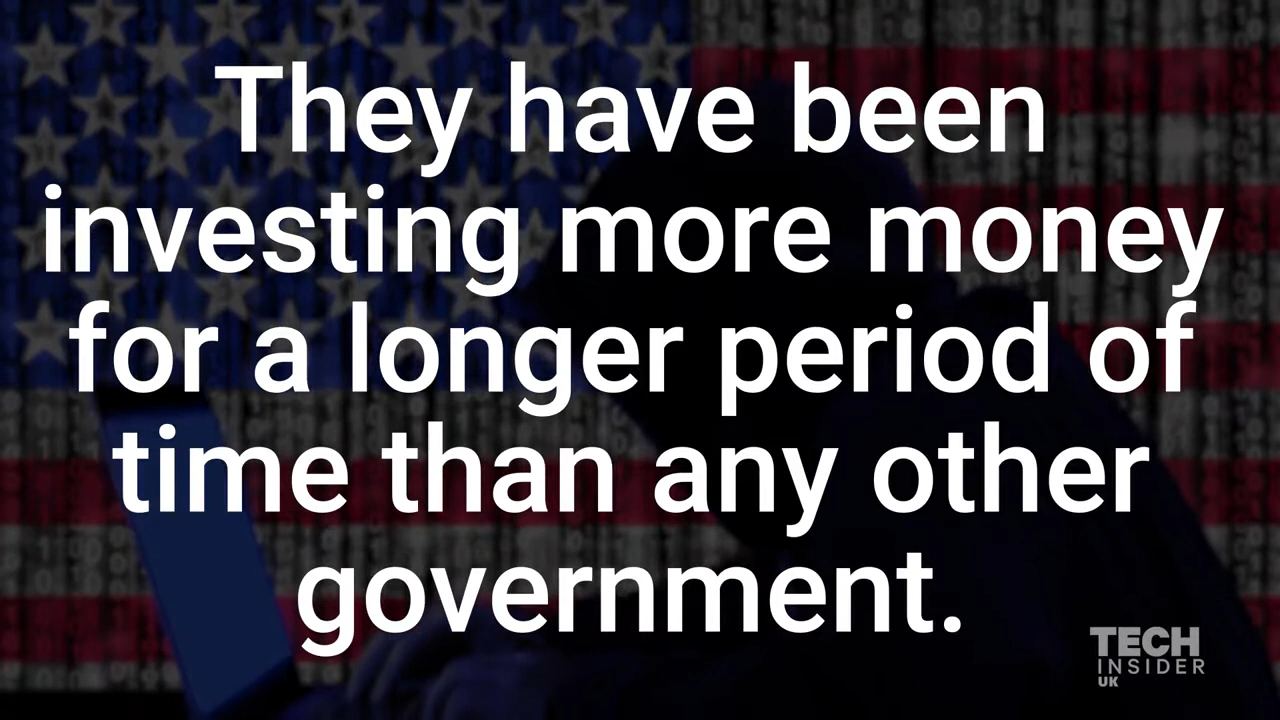 They have been
investing more money
for a longer period of
time than any other
government.
TECH
INSIDER
UK